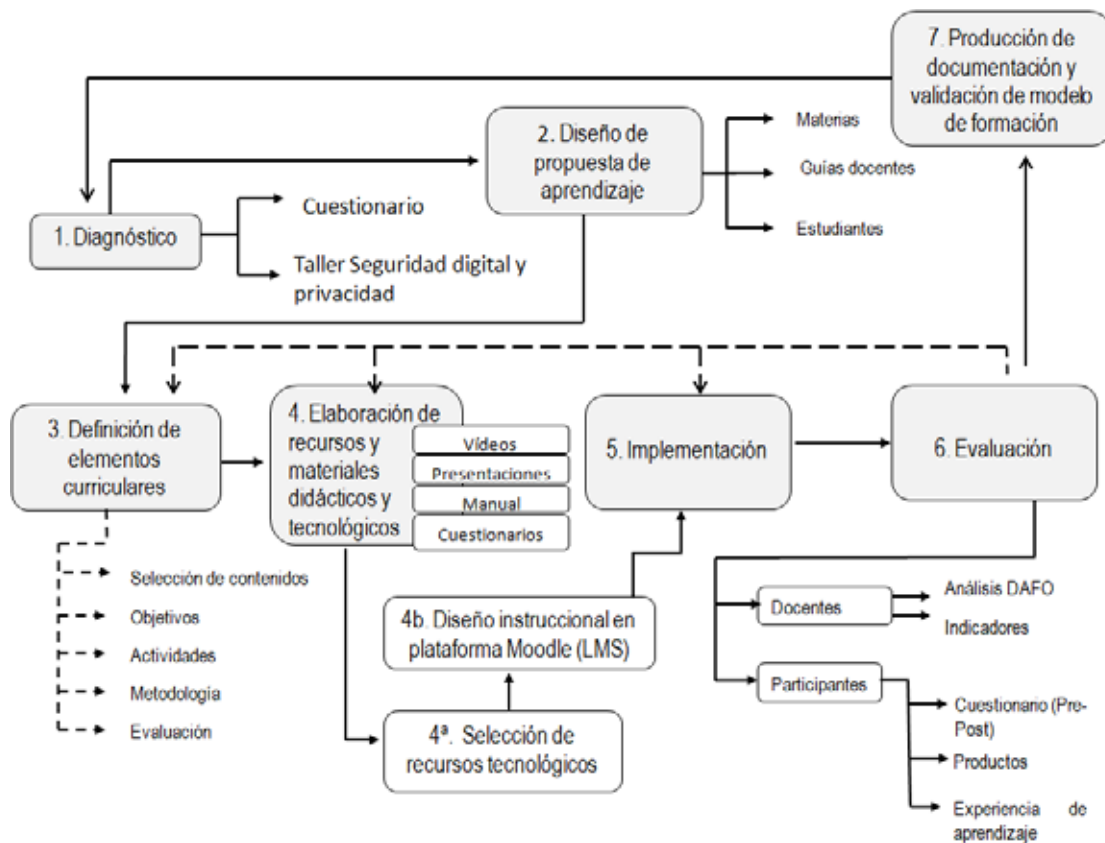 7. Producción de
documentación y
validación de modelo
de formación
2. Diseño de
propuesta de
aprendizaje
Materias
Guías docentes
Estudiantes
1. Diagnóstico
Cuestionario
Taller Seguridad digital y
privacidad
3. Definición de
elementos
curriculares
4. Elaboración de
recursos y
materiales
didácticos y
tecnológicos
Vídeos
Presentaciones
Manual
Cuestionarios
5. Implementación
6. Evaluación
Selección de contenidos
Objetivos
Actividades
Metodología
Evaluación
4b. Diseño instruccional en
plataforma Moodle (LMS)
4ª. Selección de
recursos tecnológicos
Docentes
Análisis DAFO
Indicadores
Participantes
Cuestionario (Pre-
Post)
Productos
Experiencia de
aprendizaje